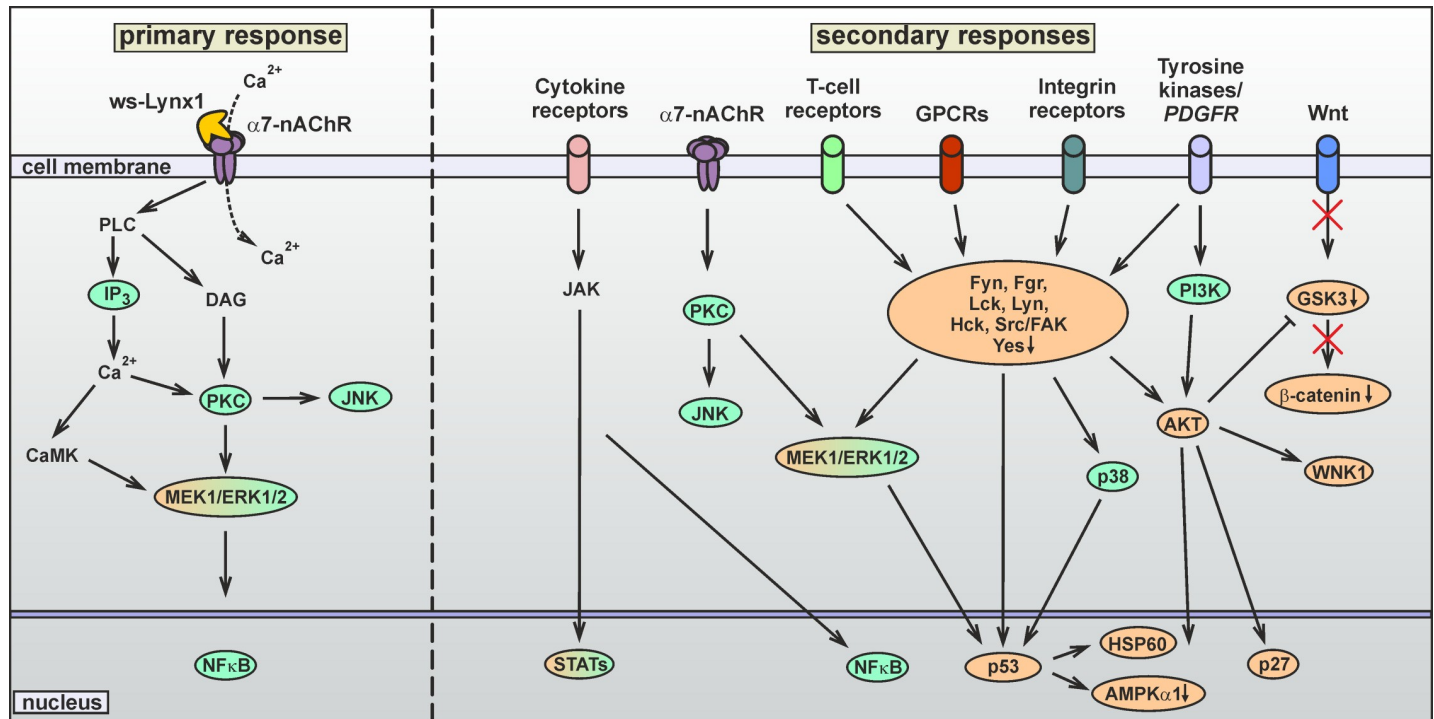 primary response
secondary responses
Ca²⁺
ws-Lynx1
α7-nAChR
cell membrane
PLC
Ca²⁺
IP₃
DAG
Ca²⁺
PKC
JNK
CaMK
MEK1/ERK1/2
NFκB
nucleus
Cytokine
receptors
α7-nAChR
T-cell
receptors
GPCRs
Integrin
receptors
Tyrosine
kinases/
PDGFR
Wnt
JAK
PKC
JNK
Fyn, Fgr,
Lck, Lyn,
Hck, Src/FAK
Yes↓
PI3K
GSK3↓
β-catenin↓
AKT
MEK1/ERK1/2
p38
WNK1
STATs
NFκB
p53
HSP60
AMPKα1↓
p27